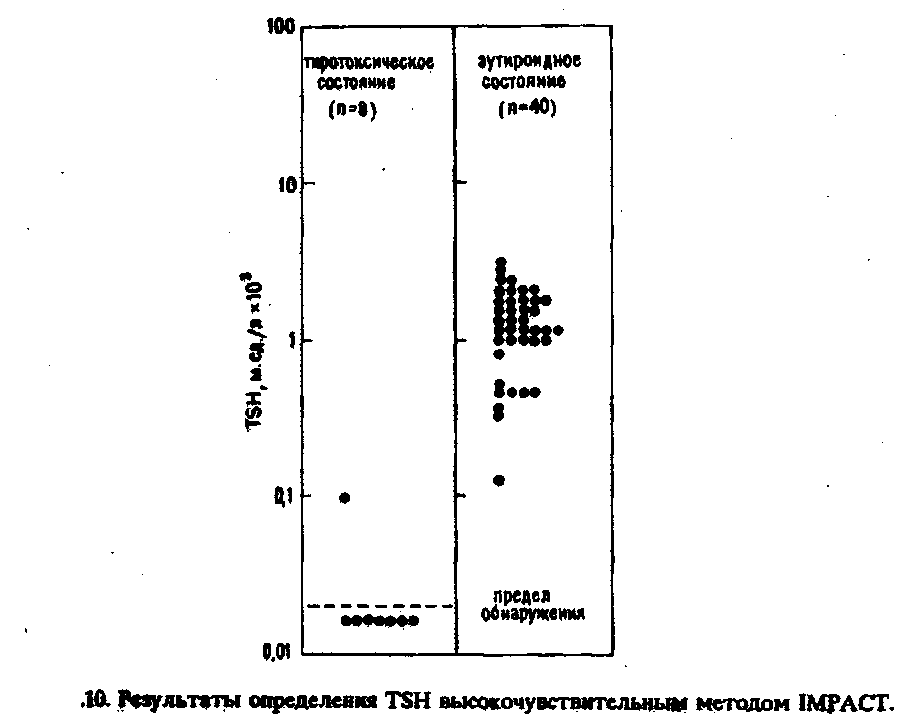 100
тиротоксическое
состояние
(n=8)
эутироидное
состояние
(n=40)
10
TSH, м.ед./л ×10³
1
0,1
предел
обнаружения
0,01
.10. Результаты определения TSH высокочувствительным методом IMPACT.